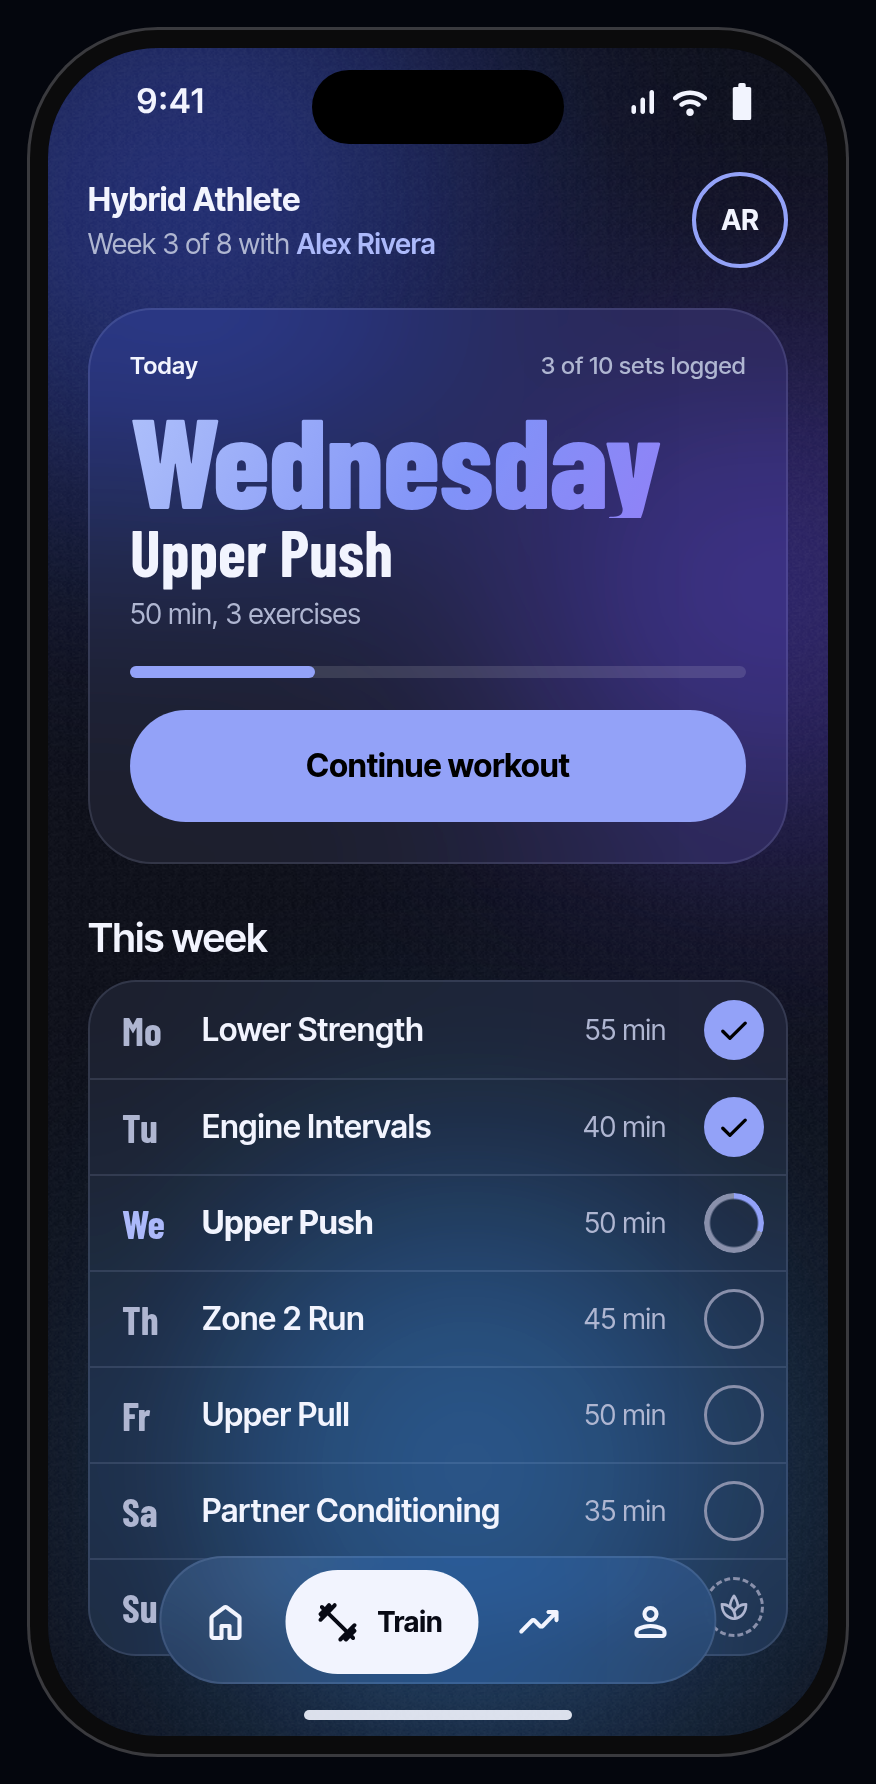 9:41
Hybrid Athlete
Week 3 of 8 with Alex Rivera
AR
Today
3 of 10 sets logged
Wednesday
Upper Push
50 min, 3 exercises
Continue workout
This week
Mo Lower Strength 55 min
Tu Engine Intervals 40 min
We Upper Push 50 min
Th Zone 2 Run 45 min
Fr Upper Pull 50 min
Sa Partner Conditioning 35 min
Su
Train